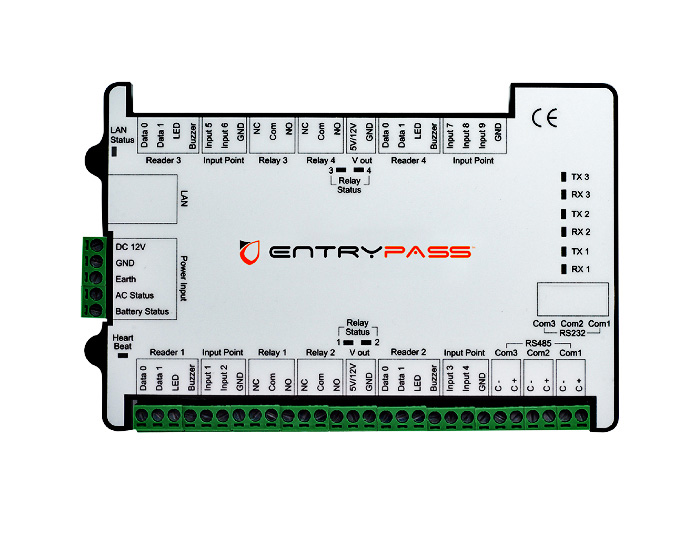 LAN
Status
Data 0 Data 1 LED Buzzer Input 5 Input 6 GND NC Com NO NC Com NO 5V/12V GND Data 0 Data 1 LED Buzzer Input 7 Input 8 Input 9 GND
CE
Reader 3 Input Point Relay 3 Relay 4 V out Reader 4 Input Point
3 4
Relay
Status
TX 3
RX 3
TX 2
RX 2
TX 1
RX 1
LAN
ENTRYPASS
DC 12V
GND
Earth
AC Status
Battery Status
Power Input
Com3 Com2 Com1
RS232
Relay
Status
1 2
Heart
Beat
RS485
Reader 1 Input Point Relay 1 Relay 2 V out Reader 2 Input Point Com3 Com2 Com1
Data 0 Data 1 LED Buzzer Input 1 Input 2 GND NC Com NO NC Com NO 5V/12V GND Data 0 Data 1 LED Buzzer Input 3 Input 4 GND C - C + C - C + C - C +